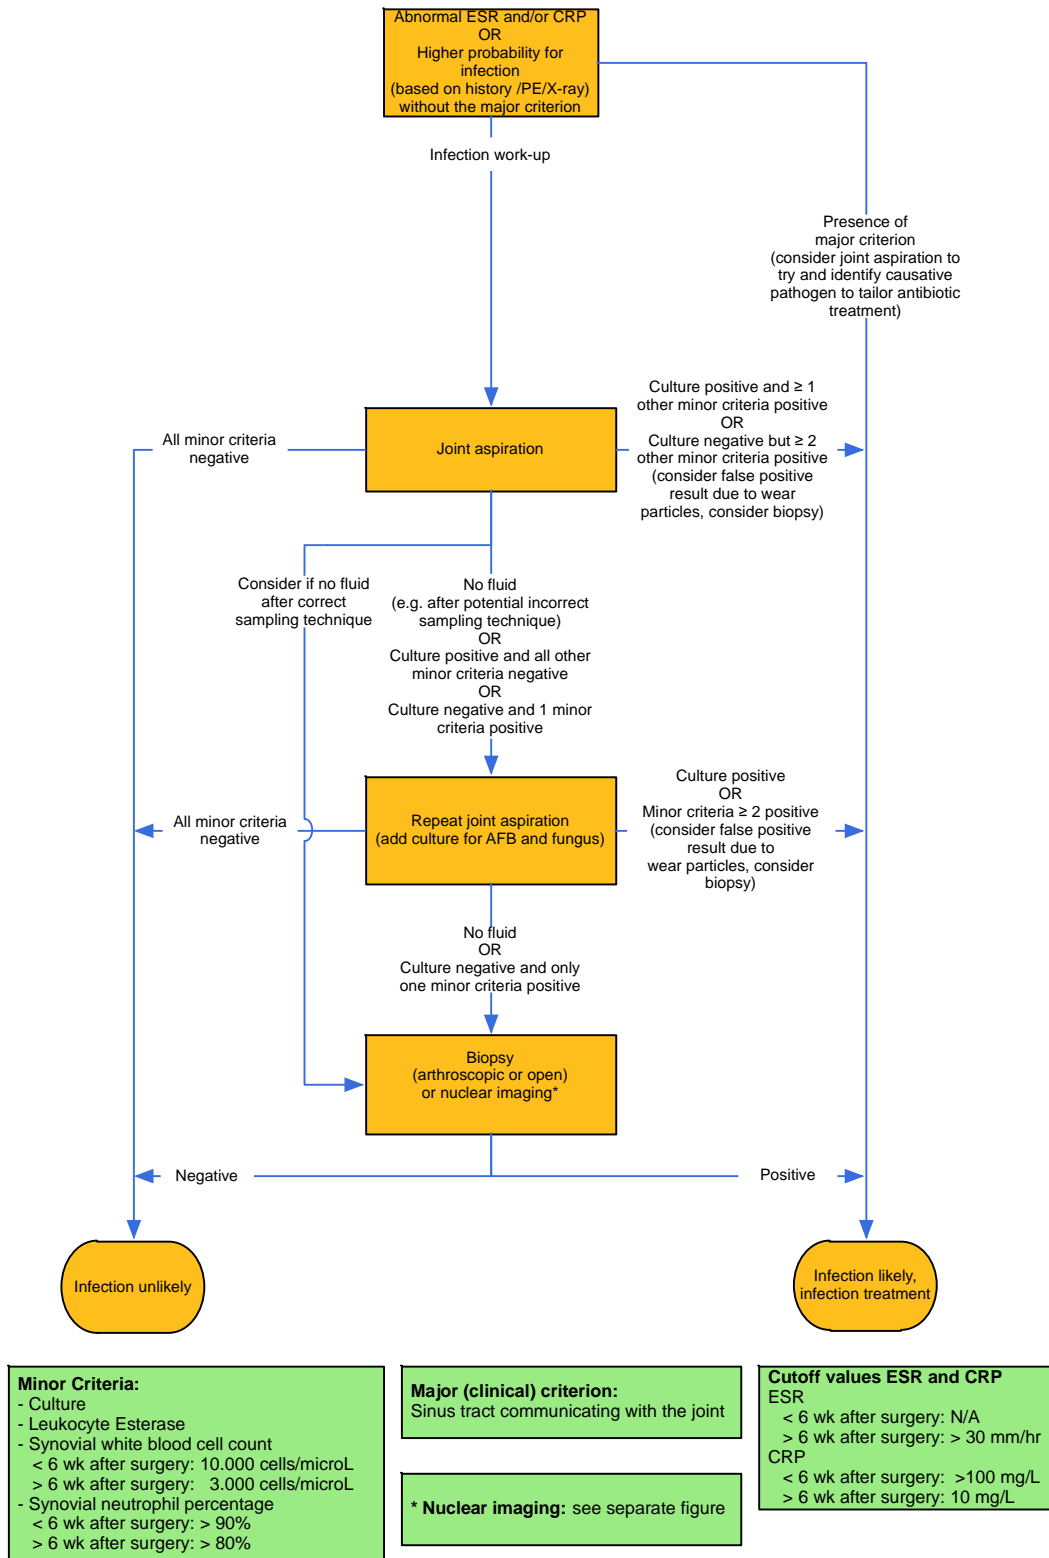 Abnormal ESR and/or CRP
OR
Higher probability for
infection
(based on history /PE/X-ray)
without the major criterion
Infection work-up
Presence of
major criterion
(consider joint aspiration to
try and identify causative
pathogen to tailor antibiotic
treatment)
All minor criteria
negative
Joint aspiration
Culture positive and ≥ 1
other minor criteria positive
OR
Culture negative but ≥ 2
other minor criteria positive
(consider false positive
result due to wear
particles, consider biopsy)
Consider if no fluid
after correct
sampling technique
No fluid
(e.g. after potential incorrect
sampling technique)
OR
Culture positive and all other
minor criteria negative
OR
Culture negative and 1 minor
criteria positive
All minor criteria
negative
Repeat joint aspiration
(add culture for AFB and fungus)
Culture positive
OR
Minor criteria ≥ 2 positive
(consider false positive
result due to
wear particles, consider
biopsy)
No fluid
OR
Culture negative and only
one minor criteria positive
Biopsy
(arthroscopic or open)
or nuclear imaging*
Negative
Positive
Infection unlikely
Infection likely,
infection treatment
Minor Criteria:
- Culture
- Leukocyte Esterase
- Synovial white blood cell count
< 6 wk after surgery: 10.000 cells/microL
> 6 wk after surgery: 3.000 cells/microL
- Synovial neutrophil percentage
< 6 wk after surgery: > 90%
> 6 wk after surgery: > 80%
Major (clinical) criterion:
Sinus tract communicating with the joint
* Nuclear imaging: see separate figure
Cutoff values ESR and CRP
ESR
< 6 wk after surgery: N/A
> 6 wk after surgery: > 30 mm/hr
CRP
< 6 wk after surgery: >100 mg/L
> 6 wk after surgery: 10 mg/L